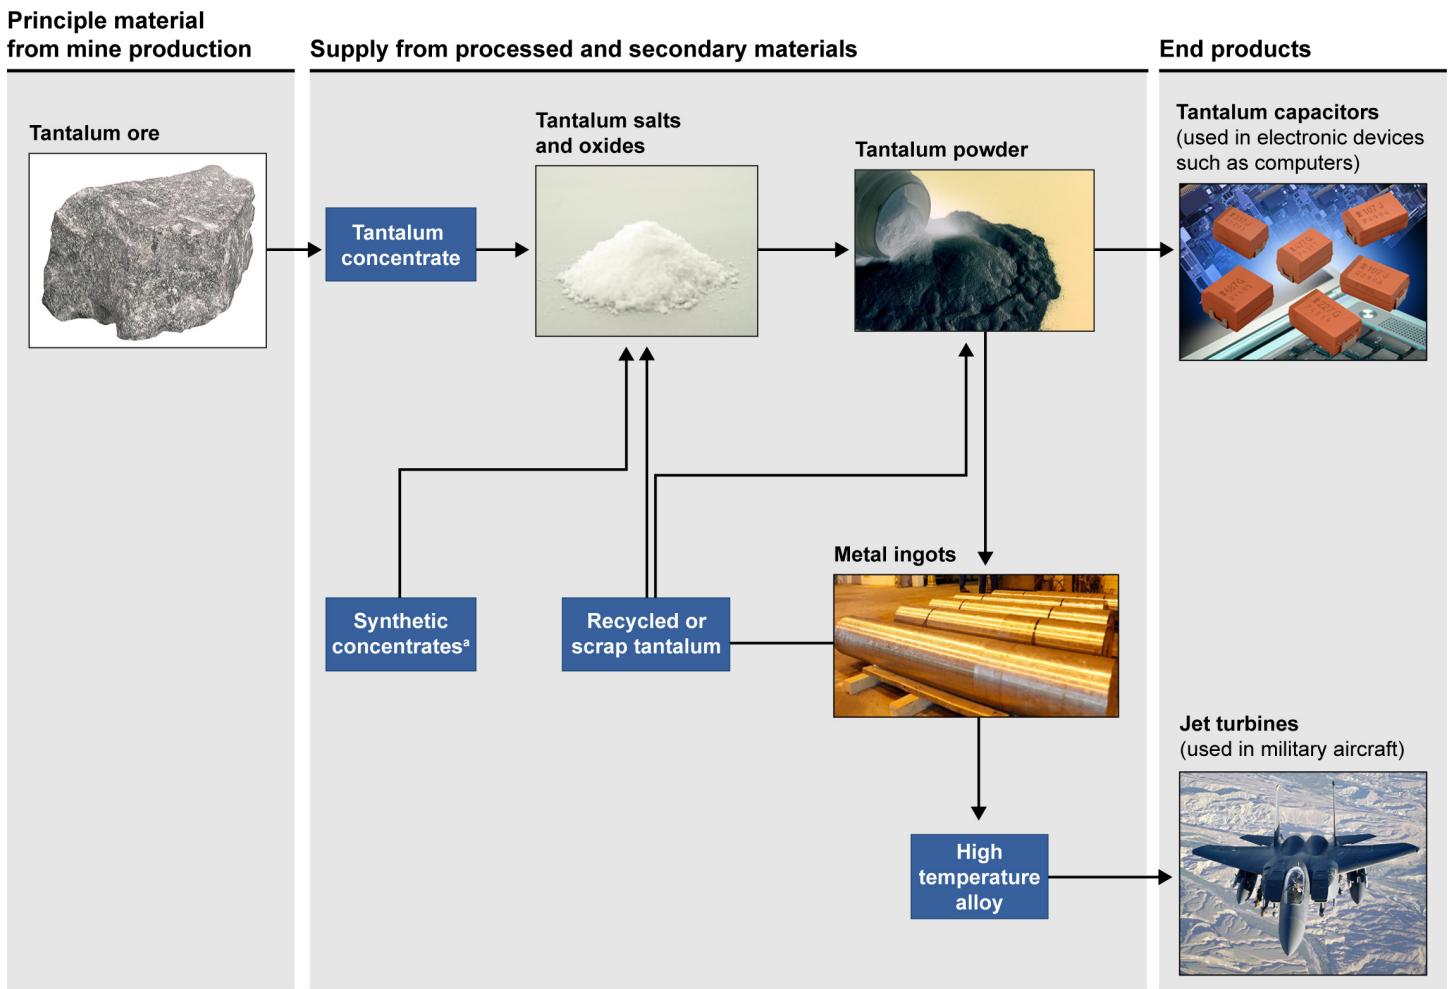 Principle material
from mine production
Supply from processed and secondary materials
End products
Tantalum ore
Tantalum salts
and oxides
Tantalum powder
Tantalum capacitors
(used in electronic devices
such as computers)
Tantalum
concentrate
Metal ingots
Synthetic
concentratesª
Recycled or
scrap tantalum
Jet turbines
(used in military aircraft)
High
temperature
alloy